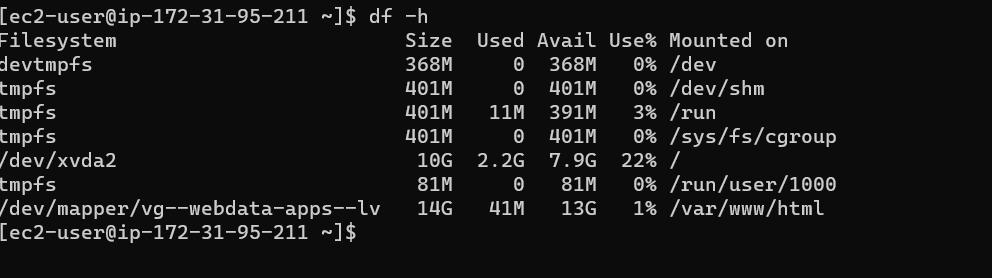 [ec2-user@ip-172-31-95-211 ~]$ df -h
Filesystem                         Size  Used Avail Use% Mounted on
devtmpfs                           368M     0  368M   0% /dev
tmpfs                              401M     0  401M   0% /dev/shm
tmpfs                              401M   11M  391M   3% /run
tmpfs                              401M     0  401M   0% /sys/fs/cgroup
/dev/xvda2                          10G  2.2G  7.9G  22% /
tmpfs                               81M     0   81M   0% /run/user/1000
/dev/mapper/vg--webdata-apps--lv   14G   41M   13G   1% /var/www/html
[ec2-user@ip-172-31-95-211 ~]$